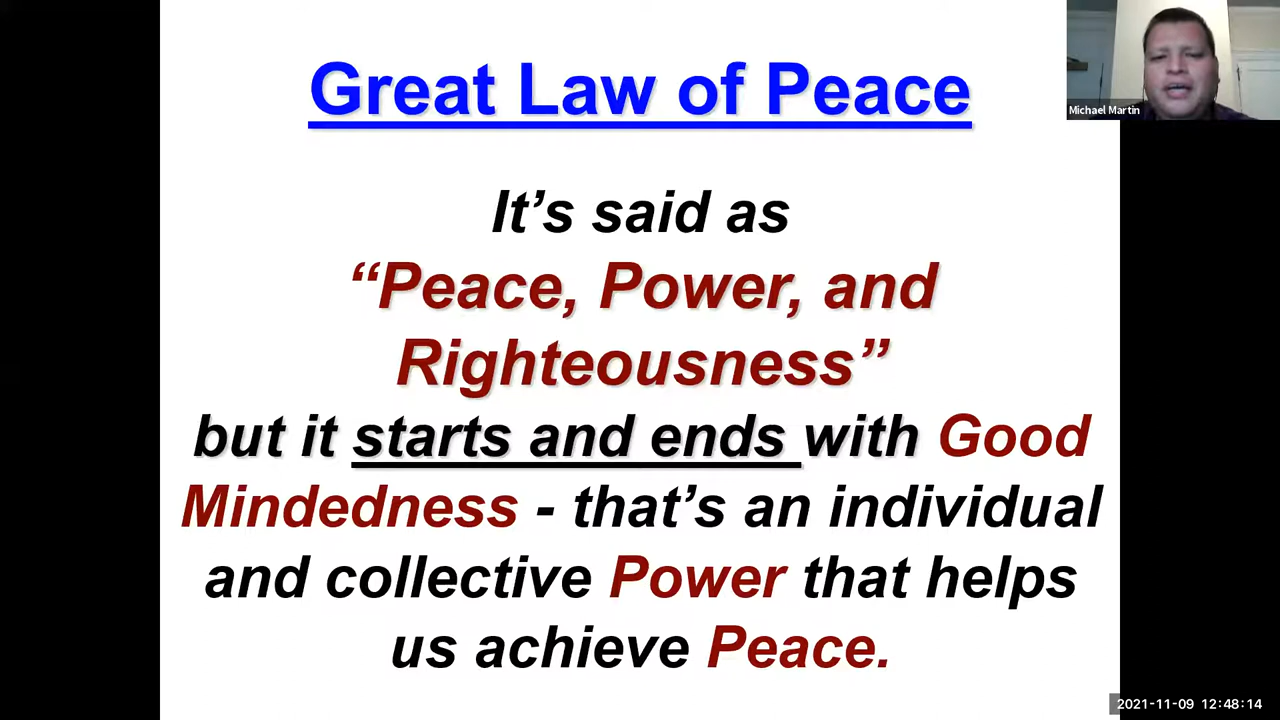 Great Law of Peace
Michael Martin
It’s said as
“Peace, Power, and
Righteousness”
but it starts and ends with Good
Mindedness - that’s an individual
and collective Power that helps
us achieve Peace.
2021-11-09 12:48:14